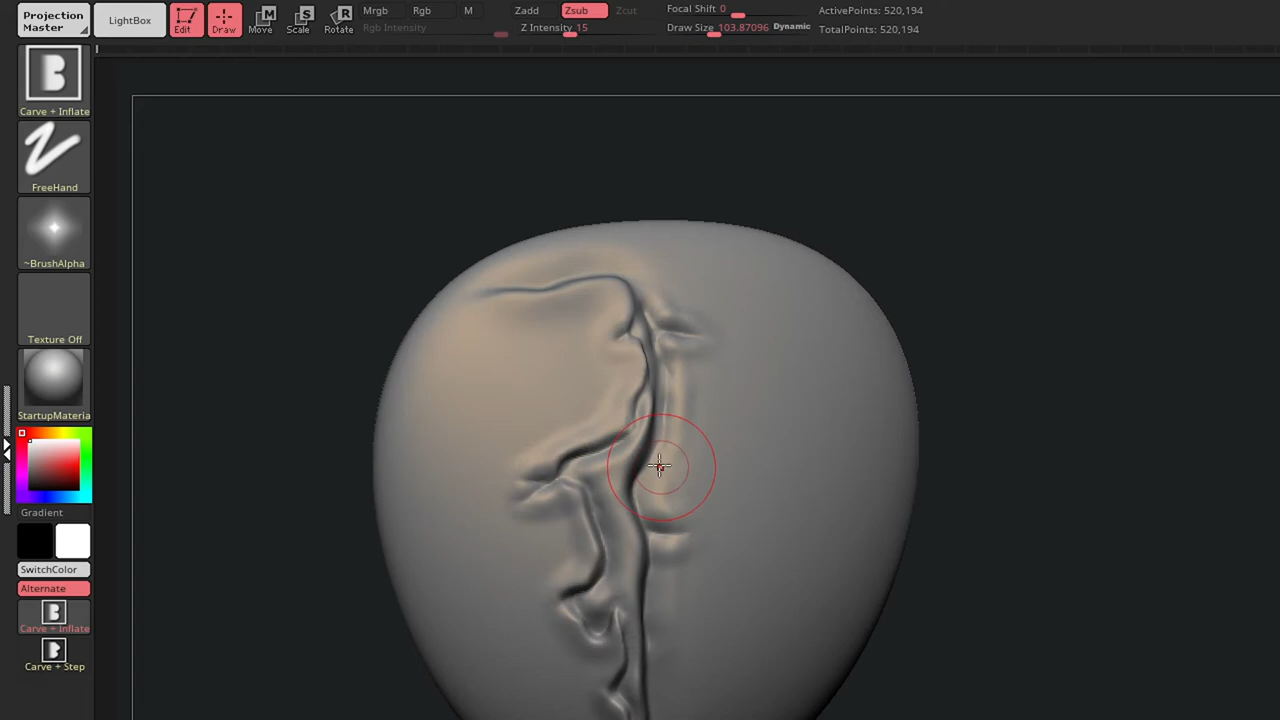 Projection Master
LightBox
Edit
Draw
Move
Scale
Rotate
Mrgb
Rgb
M
Rgb Intensity
Zadd
Zsub
Zcut
Z Intensity 15
Focal Shift 0
Draw Size 103.87096
Dynamic
ActivePoints: 520,194
TotalPoints: 520,194
Carve + Inflate
FreeHand
~BrushAlpha
Texture Off
StartupMateria
Gradient
SwitchColor
Alternate
Carve + Inflate
Carve + Step